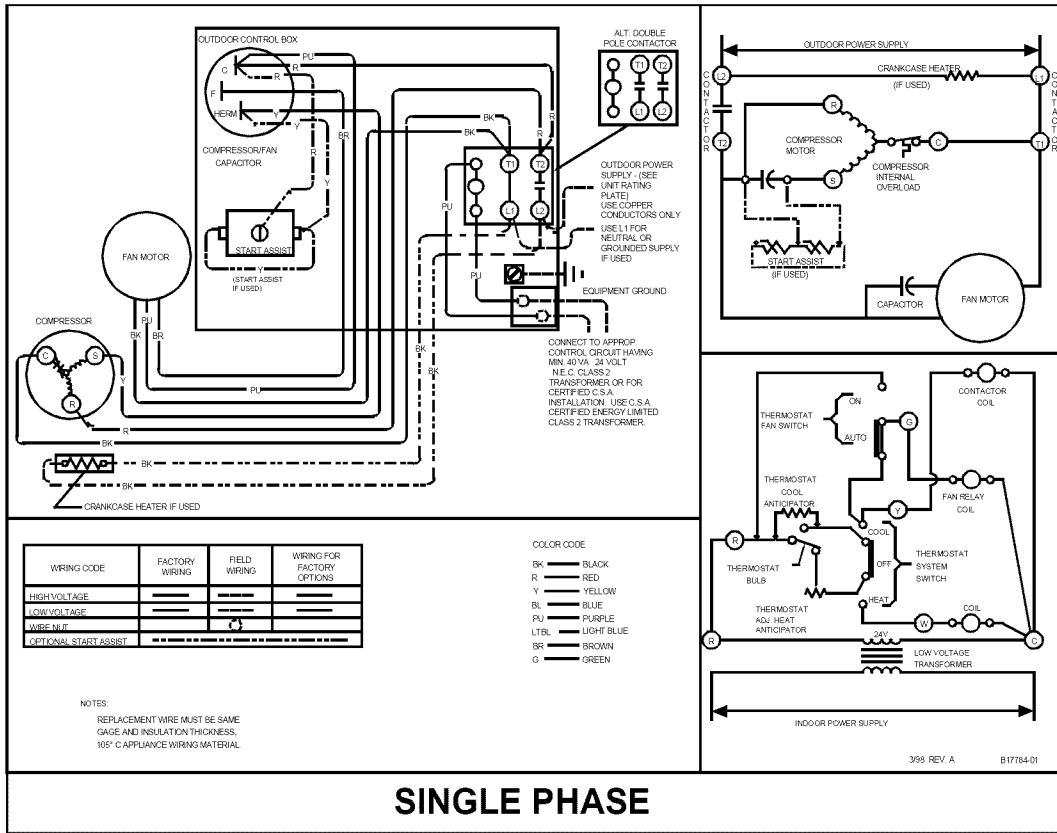 OUTDOOR CONTROL BOX
PU
C
R
R
F
HERM
Y
Y
BR
R
Y
COMPRESSOR/FAN
CAPACITOR
BK
BK
R
R
ALT. DOUBLE
POLE CONTACTOR
T1
T2
L1
L2
T1
T2
L1
L2
PU
PU
OUTDOOR POWER
SUPPLY - (SEE
UNIT RATING
PLATE)
USE COPPER
CONDUCTORS ONLY
USE L1 FOR
NEUTRAL OR
GROUNDED SUPPLY
IF USED
EQUIPMENT GROUND
START ASSIST
Y
(START ASSIST
IF USED)
FAN MOTOR
BK
PU
BR
COMPRESSOR
C
S
R
Y
PU
R
BK
BK
BK
BK
BK
CRANKCASE HEATER IF USED
CONNECT TO APPROP.
CONTROL CIRCUIT HAVING
MIN. 40 VA 24 VOLT
N.E.C. CLASS 2
TRANSFORMER OR FOR
CERTIFIED C.S.A.
INSTALLATION. USE C.S.A.
CERTIFIED ENERGY LIMITED
CLASS 2 TRANSFORMER.
OUTDOOR POWER SUPPLY
L2
CRANKCASE HEATER
(IF USED)
L1
CONTACTOR
CONTACTOR
R
T2
COMPRESSOR
MOTOR
C
T1
COMPRESSOR
INTERNAL
OVERLOAD
S
START ASSIST
(IF USED)
CAPACITOR
FAN MOTOR
CONTACTOR
COIL
ON
THERMOSTAT
FAN SWITCH
AUTO
G
THERMOSTAT
COOL
ANTICIPATOR
FAN RELAY
COIL
Y
COOL
R
THERMOSTAT
BULB
OFF
THERMOSTAT
SYSTEM
SWITCH
HEAT
THERMOSTAT
ADJ. HEAT
ANTICIPATOR
W
COIL
R
24V
C
LOW VOLTAGE
TRANSFORMER
INDOOR POWER SUPPLY
3/98 REV. A
B17784-01
WIRING CODE
FACTORY
WIRING
FIELD
WIRING
WIRING FOR
FACTORY
OPTIONS
HIGH VOLTAGE
LOW VOLTAGE
WIRE NUT
OPTIONAL START ASSIST
COLOR CODE
BK BLACK
R RED
Y YELLOW
BL BLUE
PU PURPLE
LTBL LIGHT BLUE
BR BROWN
G GREEN
NOTES:
REPLACEMENT WIRE MUST BE SAME
GAGE AND INSULATION THICKNESS,
105° C APPLIANCE WIRING MATERIAL
SINGLE PHASE